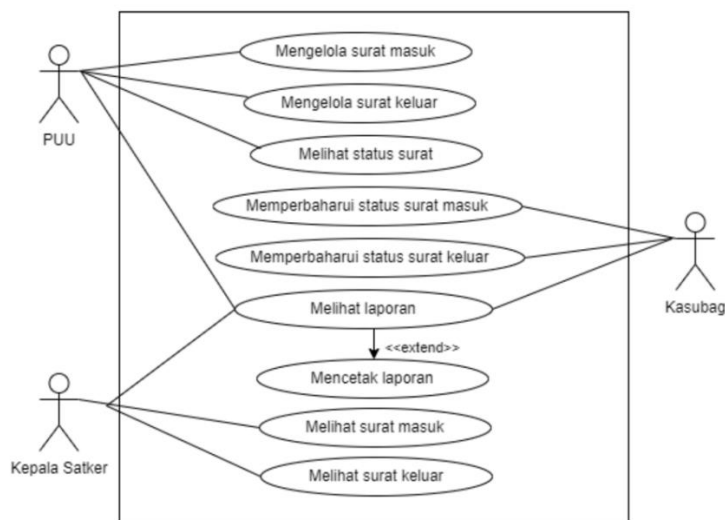 Mengelola surat masuk
Mengelola surat keluar
PUU
Melihat status surat
Memperbaharui status surat masuk
Memperbaharui status surat keluar
Kasubag
Melihat laporan
<<extend>>
Mencetak laporan
Melihat surat masuk
Kepala Satker
Melihat surat keluar